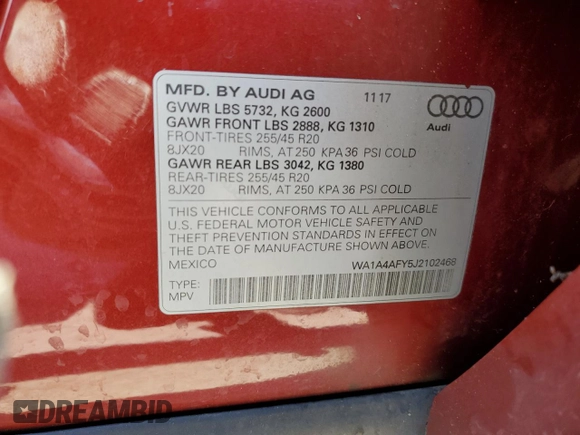 MFD. BY AUDI AG 11 17
GVWR LBS 5732, KG 2600
GAWR FRONT LBS 2888, KG 1310
FRONT-TIRES 255/45 R20
8JX20 RIMS, AT 250 KPA 36 PSI COLD
GAWR REAR LBS 3042, KG 1380
REAR-TIRES 255/45 R20
8JX20 RIMS, AT 250 KPA 36 PSI COLD
Audi
THIS VEHICLE CONFORMS TO ALL APPLICABLE
U.S. FEDERAL MOTOR VEHICLE SAFETY AND
THEFT PREVENTION STANDARDS IN EFFECT ON
THE DATE OF MANUFACTURE SHOWN ABOVE.
MEXICO WA1A4AFY5J2102468
TYPE:
MPV
DREAMBID